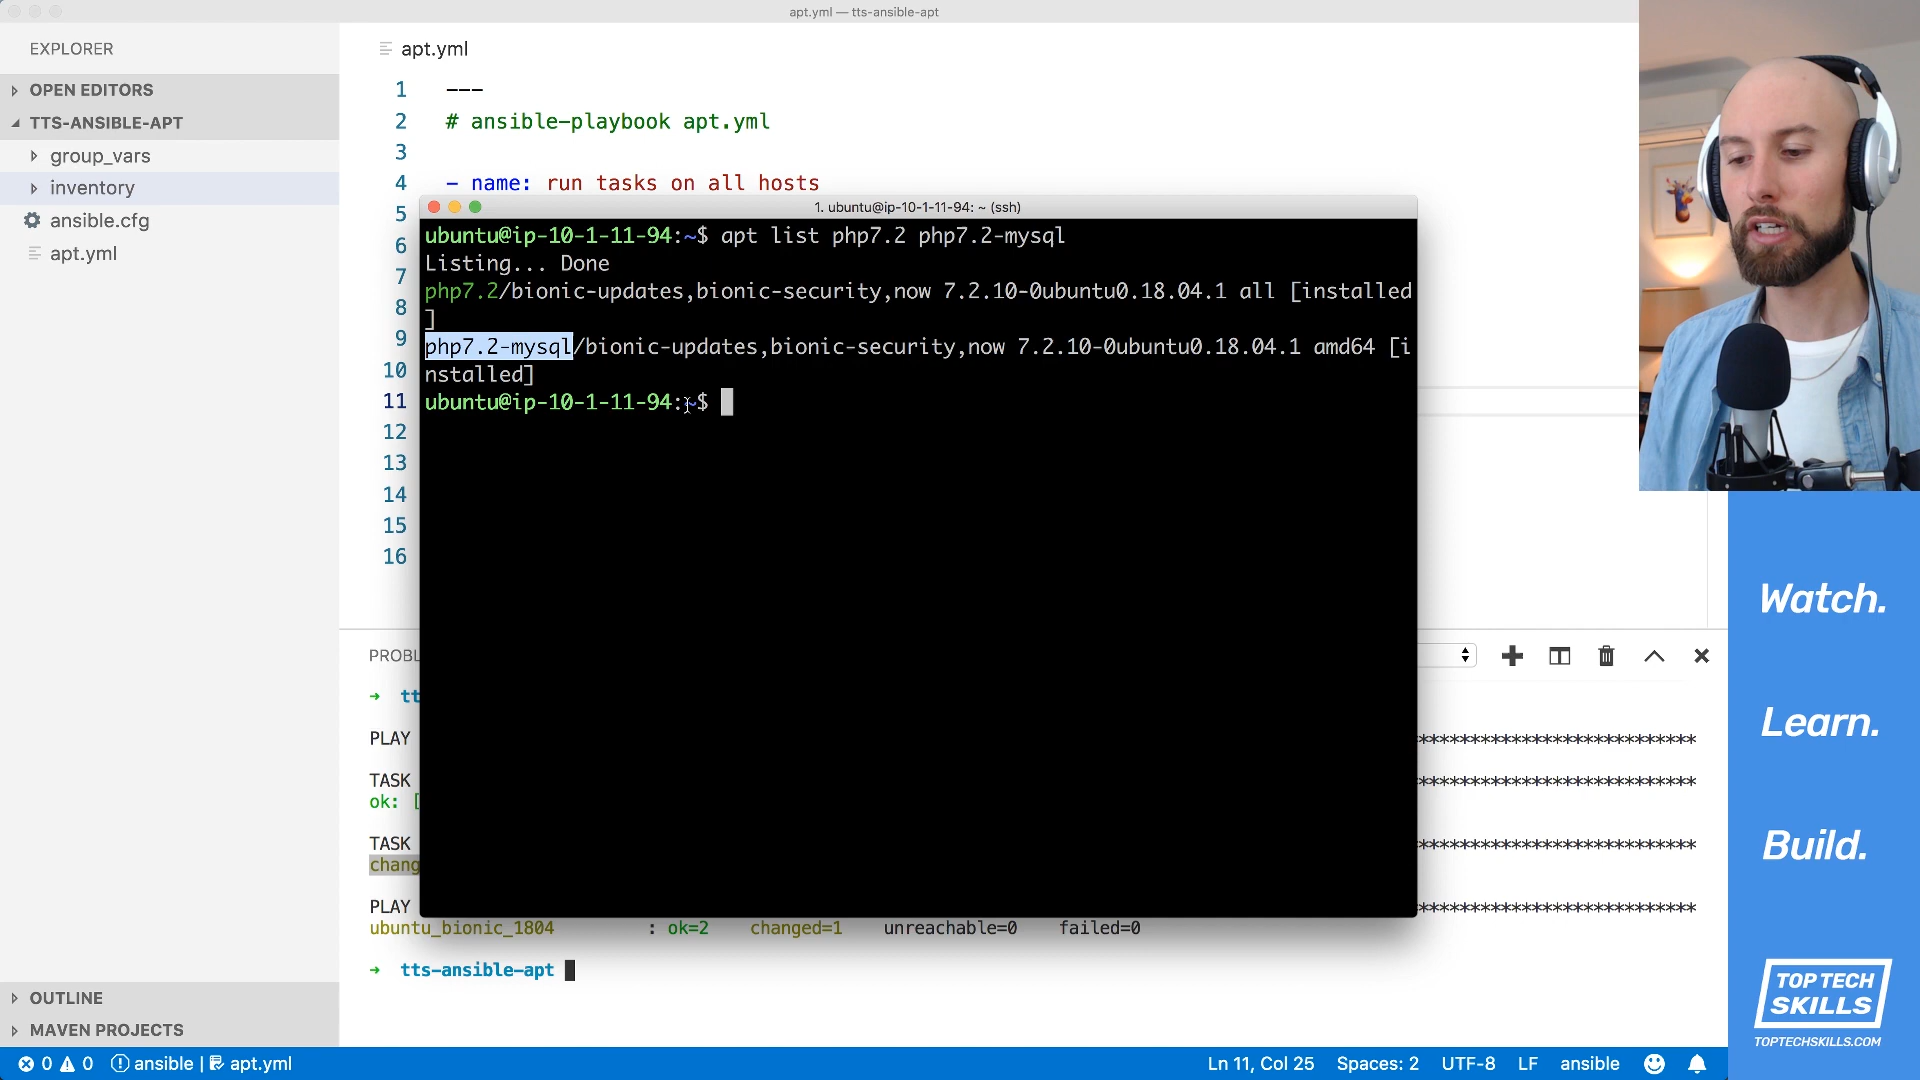 apt.yml — tts-ansible-apt
EXPLORER
OPEN EDITORS
TTS-ANSIBLE-APT
group_vars
inventory
ansible.cfg
apt.yml
OUTLINE
MAVEN PROJECTS
apt.yml
1 ---
2 # ansible-playbook apt.yml
3
4 - name: run tasks on all hosts
5
6
7
8
9
10
11
12
13
14
15
16
1. ubuntu@ip-10-1-11-94: ~ (ssh)
ubuntu@ip-10-1-11-94:~$ apt list php7.2 php7.2-mysql
Listing... Done
php7.2/bionic-updates,bionic-security,now 7.2.10-0ubuntu0.18.04.1 all [installed
]
php7.2-mysql/bionic-updates,bionic-security,now 7.2.10-0ubuntu0.18.04.1 amd64 [i
nstalled]
ubuntu@ip-10-1-11-94:~$
PROBL
➜ tt
PLAY **************************
TASK **************************
ok: [
TASK **************************
chang
PLAY **************************
ubuntu_bionic_1804 : ok=2 changed=1 unreachable=0 failed=0
➜ tts-ansible-apt
0 0 ansible | apt.yml
Ln 11, Col 25 Spaces: 2 UTF-8 LF ansible
Watch.
Learn.
Build.
TOP TECH
SKILLS
TOPTECHSKILLS.COM